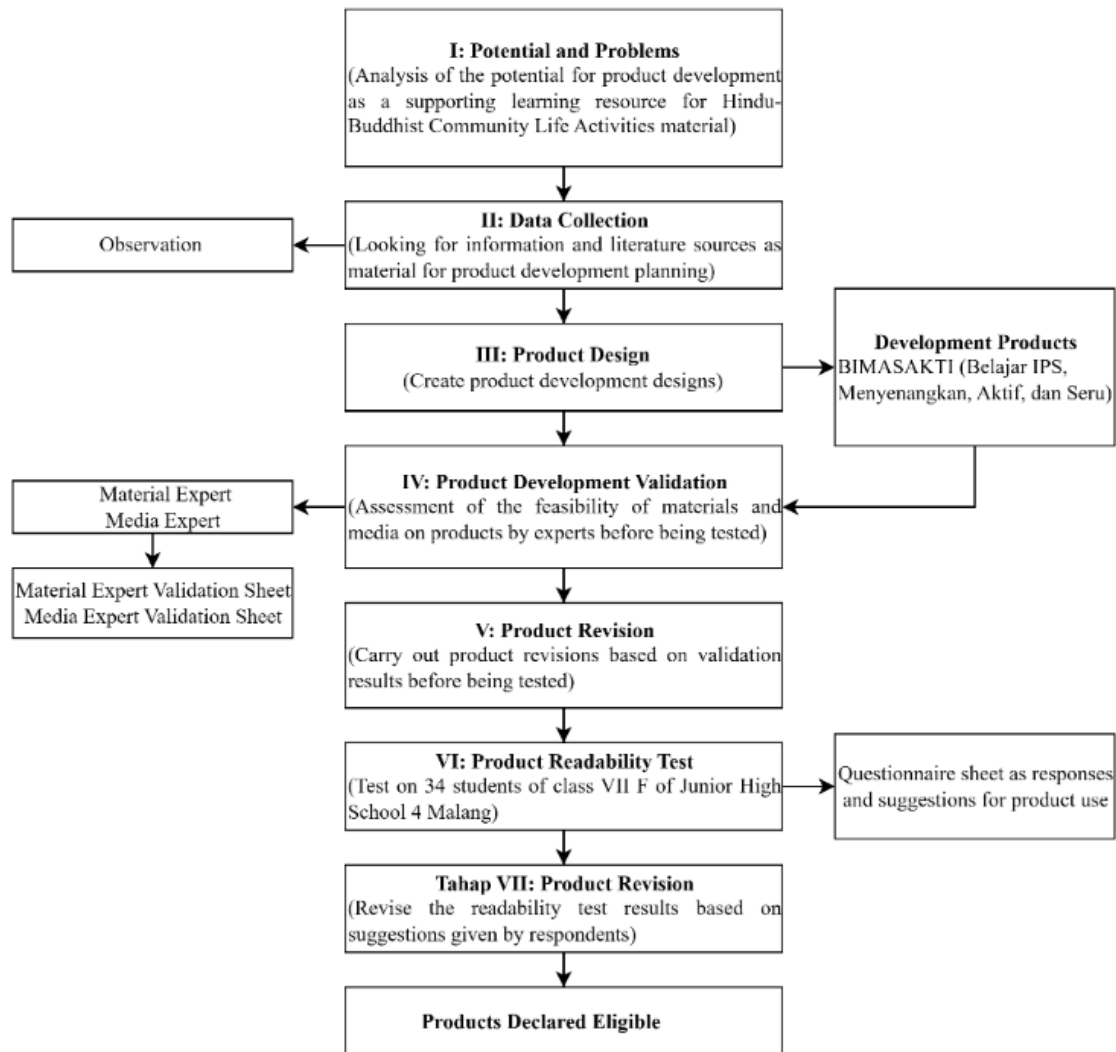 I: Potential and Problems
(Analysis of the potential for product development
as a supporting learning resource for Hindu-
Buddhist Community Life Activities material)
Observation
II: Data Collection
(Looking for information and literature sources as
material for product development planning)
III: Product Design
(Create product development designs)
Development Products
BIMASAKTI (Belajar IPS,
Menyenangkan, Aktif, dan Seru)
Material Expert
Media Expert
IV: Product Development Validation
(Assessment of the feasibility of materials and
media on products by experts before being tested)
Material Expert Validation Sheet
Media Expert Validation Sheet
V: Product Revision
(Carry out product revisions based on validation
results before being tested)
VI: Product Readability Test
(Test on 34 students of class VII F of Junior High
School 4 Malang)
Questionnaire sheet as responses
and suggestions for product use
Tahap VII: Product Revision
(Revise the readability test results based on
suggestions given by respondents)
Products Declared Eligible